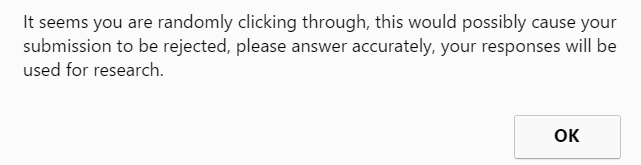 It seems you are randomly clicking through, this would possibly cause your
submission to be rejected, please answer accurately, your responses will be
used for research.
OK